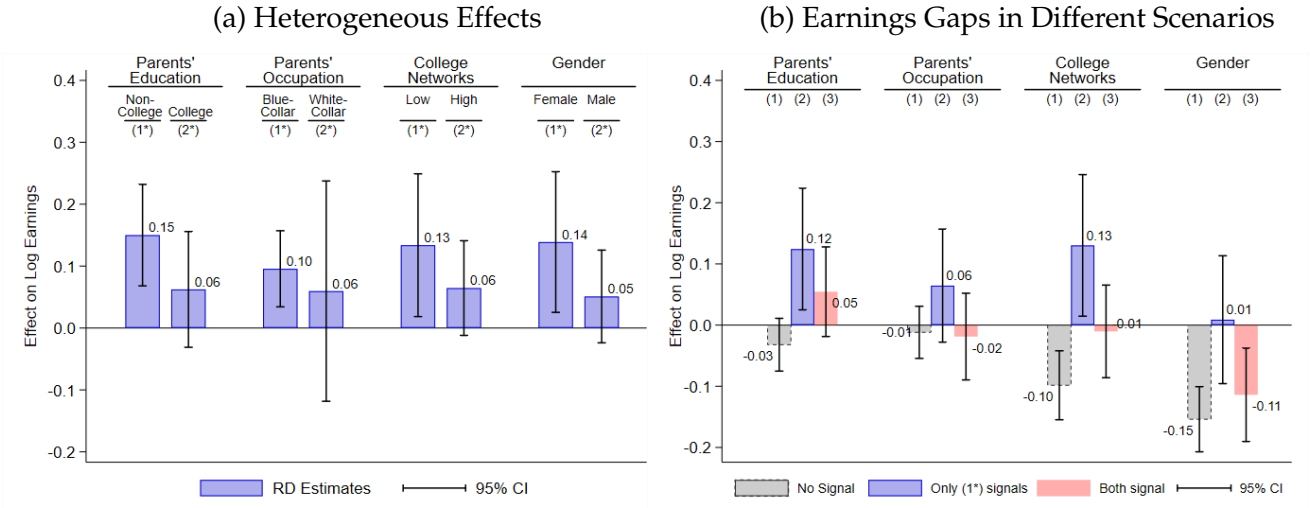 (a) Heterogeneous Effects
Effect on Log Earnings
0.4
0.3
0.2
0.1
0.0
-0.1
-0.2
Parents'
Education
Parents'
Occupation
College
Networks
Gender
Non-
College
College
Blue-
Collar
White-
Collar
Low
High
Female
Male
(1*)
(2*)
(1*)
(2*)
(1*)
(2*)
(1*)
(2*)
0.15
0.06
0.10
0.06
0.13
0.06
0.14
0.05
RD Estimates
95% CI
(b) Earnings Gaps in Different Scenarios
Effect on Log Earnings
0.4
0.3
0.2
0.1
0.0
-0.1
-0.2
Parents'
Education
Parents'
Occupation
College
Networks
Gender
(1) (2) (3)
(1) (2) (3)
(1) (2) (3)
(1) (2) (3)
-0.03
0.12
0.05
-0.01
0.06
-0.02
-0.10
0.13
-0.01
-0.15
0.01
-0.11
No Signal
Only (1*) signals
Both signal
95% CI